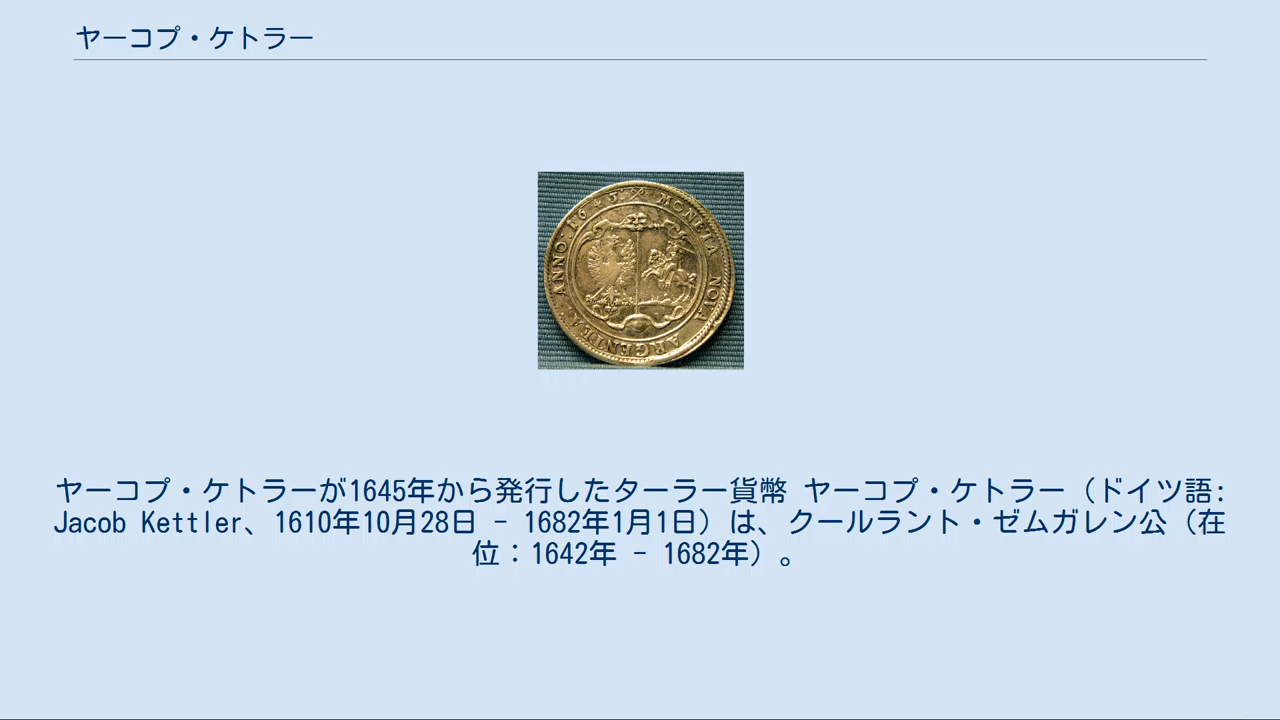 ヤーコプ・ケトラー
ANNO·16 5 MONETA NOVA ARGENTEA
ヤーコプ・ケトラーが1645年から発行したターラー貨幣 ヤーコプ・ケトラー（ドイツ語:
Jacob Kettler、1610年10月28日 - 1682年1月1日）は、クールラント・ゼムガレン公（在
位：1642年 - 1682年）。